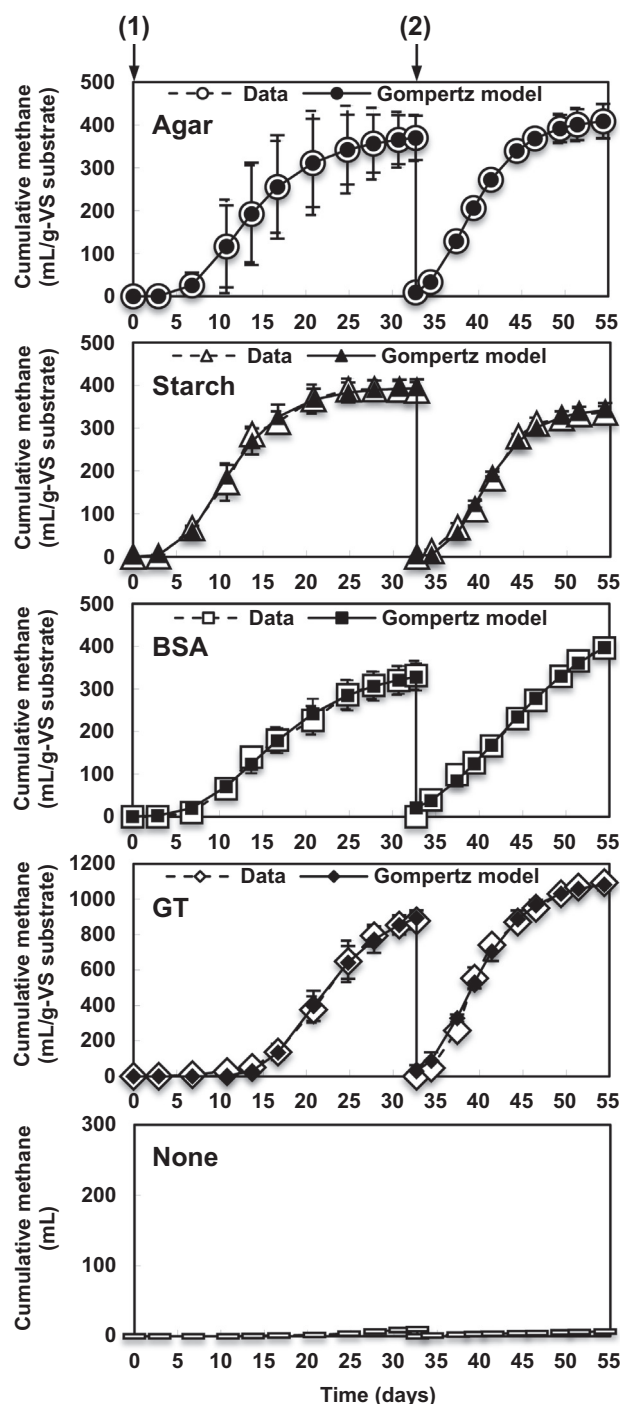 (1) (2)
500
400
300
200
100
0
Data Gompertz model
Agar
Cumulative methane
(mL/g-VS substrate)
0 5 10 15 20 25 30 35 40 45 50 55
500
400
300
200
100
0
Data Gompertz model
Starch
Cumulative methane
(mL/g-VS substrate)
0 5 10 15 20 25 30 35 40 45 50 55
500
400
300
200
100
0
Data Gompertz model
BSA
Cumulative methane
(mL/g-VS substrate)
0 5 10 15 20 25 30 35 40 45 50 55
1200
1000
800
600
400
200
0
Data Gompertz model
GT
Cumulative methane
(mL/g-VS substrate)
0 5 10 15 20 25 30 35 40 45 50 55
300
200
100
0
None
Cumulative methane
(mL)
0 5 10 15 20 25 30 35 40 45 50 55
Time (days)